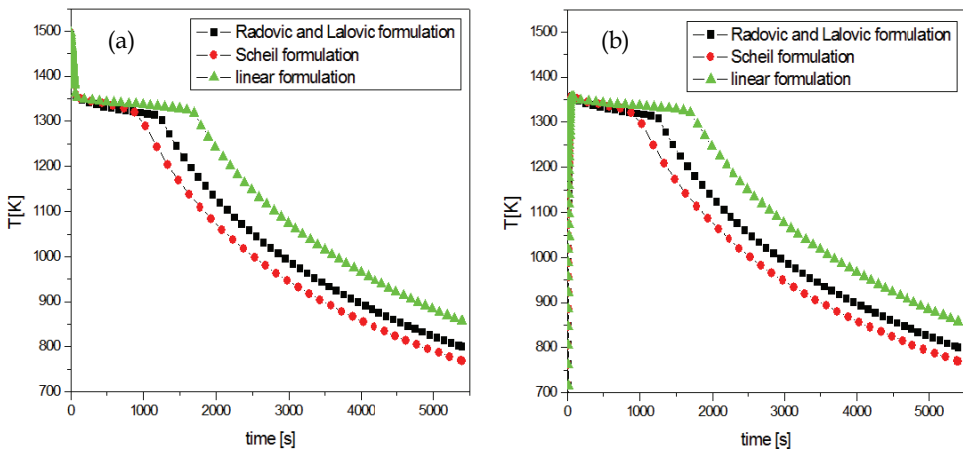 (a)
Radovic and Lalovic formulation
Scheil formulation
linear formulation
1500
1400
1300
1200
1100
1000
900
800
700
T[K]
0 1000 2000 3000 4000 5000
time [s]
(b)
Radovic and Lalovic formulation
Scheil formulation
linear formulation
1500
1400
1300
1200
1100
1000
900
800
700
T[K]
0 1000 2000 3000 4000 5000
time [s]